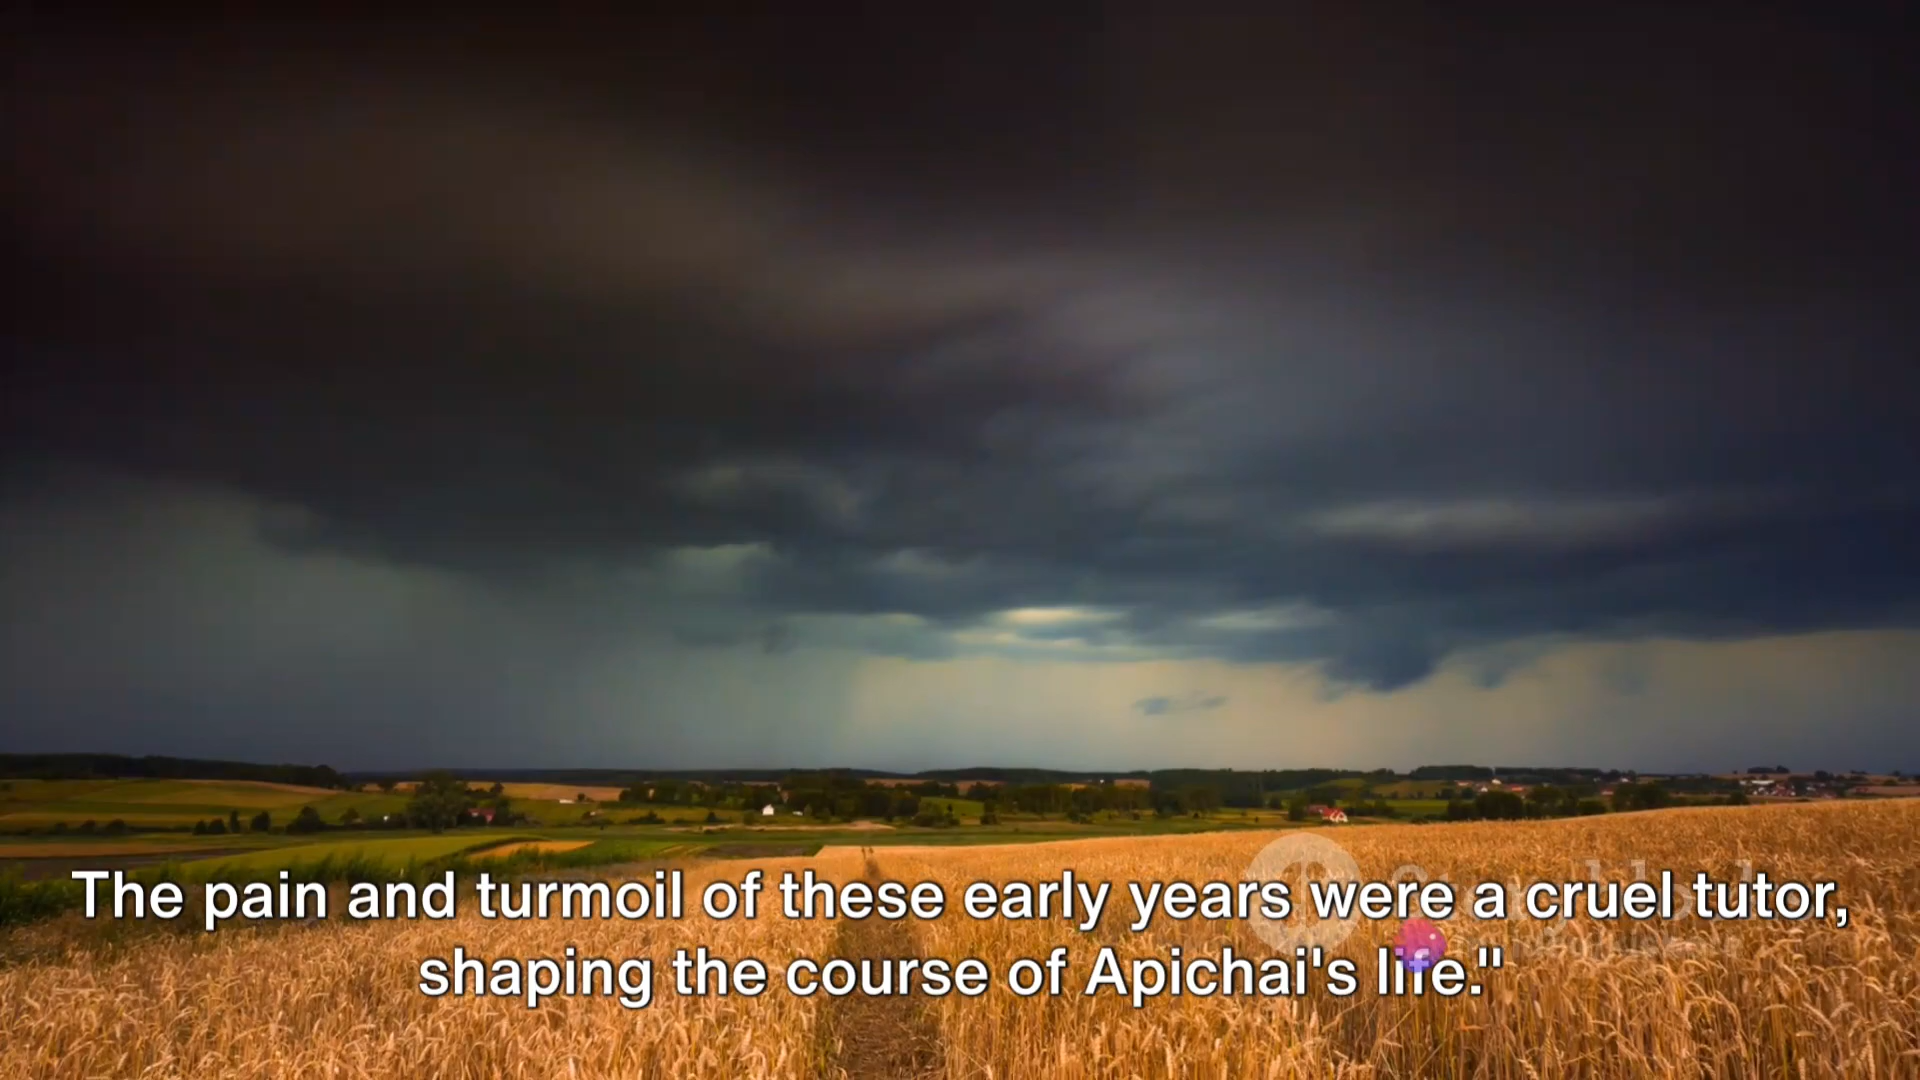 The pain and turmoil of these early years were a cruel tutor,
shaping the course of Apichai's life."